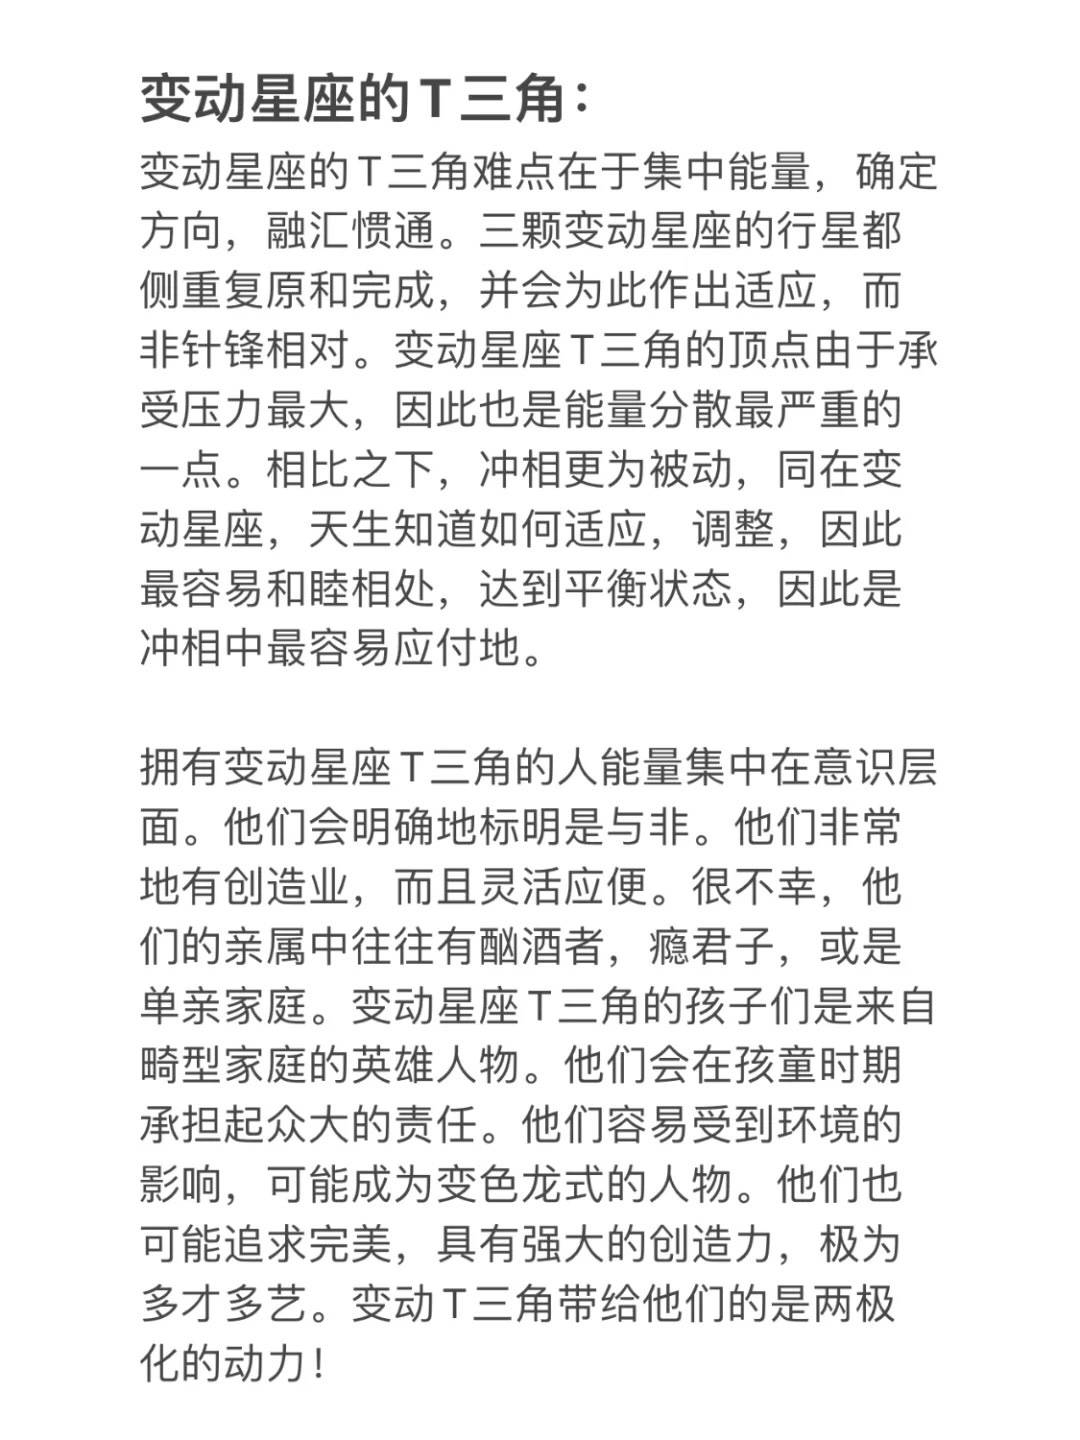 变动星座的T三角：
变动星座的T三角难点在于集中能量，确定
方向，融汇惯通。三颗变动星座的行星都
侧重复原和完成，并会为此作出适应，而
非针锋相对。变动星座T三角的顶点由于承
受压力最大，因此也是能量分散最严重的
一点。相比之下，冲相更为被动，同在变
动星座，天生知道如何适应，调整，因此
最容易和睦相处，达到平衡状态，因此是
冲相中最容易应付地。
拥有变动星座T三角的人能量集中在意识层
面。他们会明确地标明是与非。他们非常
地有创造业，而且灵活应便。很不幸，他
们的亲属中往往有酗酒者，瘾君子，或是
单亲家庭。变动星座T三角的孩子们是来自
畸型家庭的英雄人物。他们会在孩童时期
承担起众大的责任。他们容易受到环境的
影响，可能成为变色龙式的人物。他们也
可能追求完美，具有强大的创造力，极为
多才多艺。变动T三角带给他们的是两极
化的动力！